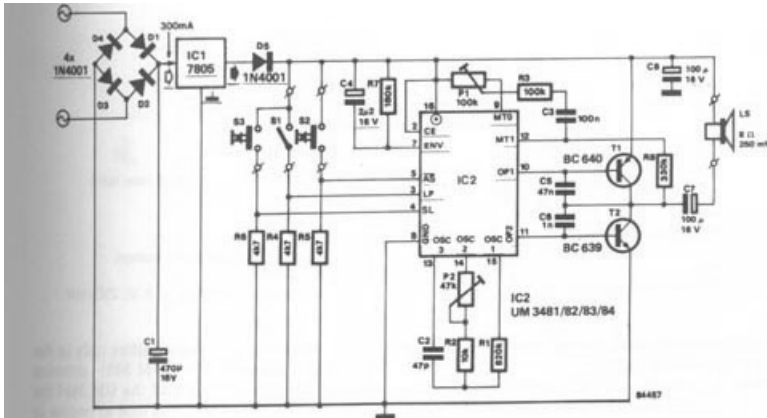 300mA
D4
D1
4x
1N4001
D3
D2
IC1
7805
D5
1N4001
C1
470µ
16V
S3
S1
S2
C4
2µ2
16 V
R7
180k
R6
4k7
R4
4k7
R5
4k7
16
P1
100k
9
MT0
R3
100k
C3
100n
2
CE
7
ENV
MT1
12
IC2
5
AS
3
LP
4
SL
OP1
10
8
GND
OSC
3
OSC
2
OSC
1
OP2
11
13
14
15
C5
47n
C6
1n
BC 640
T1
BC 639
T2
R8
330k
C7
100 µ
16 V
C8
100 µ
16 V
LS
8 Ω
P2
47k
IC2
UM 3481/82/83/84
C2
47p
R2
10k
R1
820k